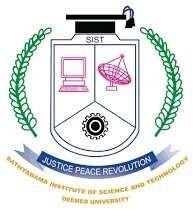 SIST
JUSTICE PEACE REVOLUTION
SATHYABAMA INSTITUTE OF SCIENCE AND TECHNOLOGY
DEEMED UNIVERSITY